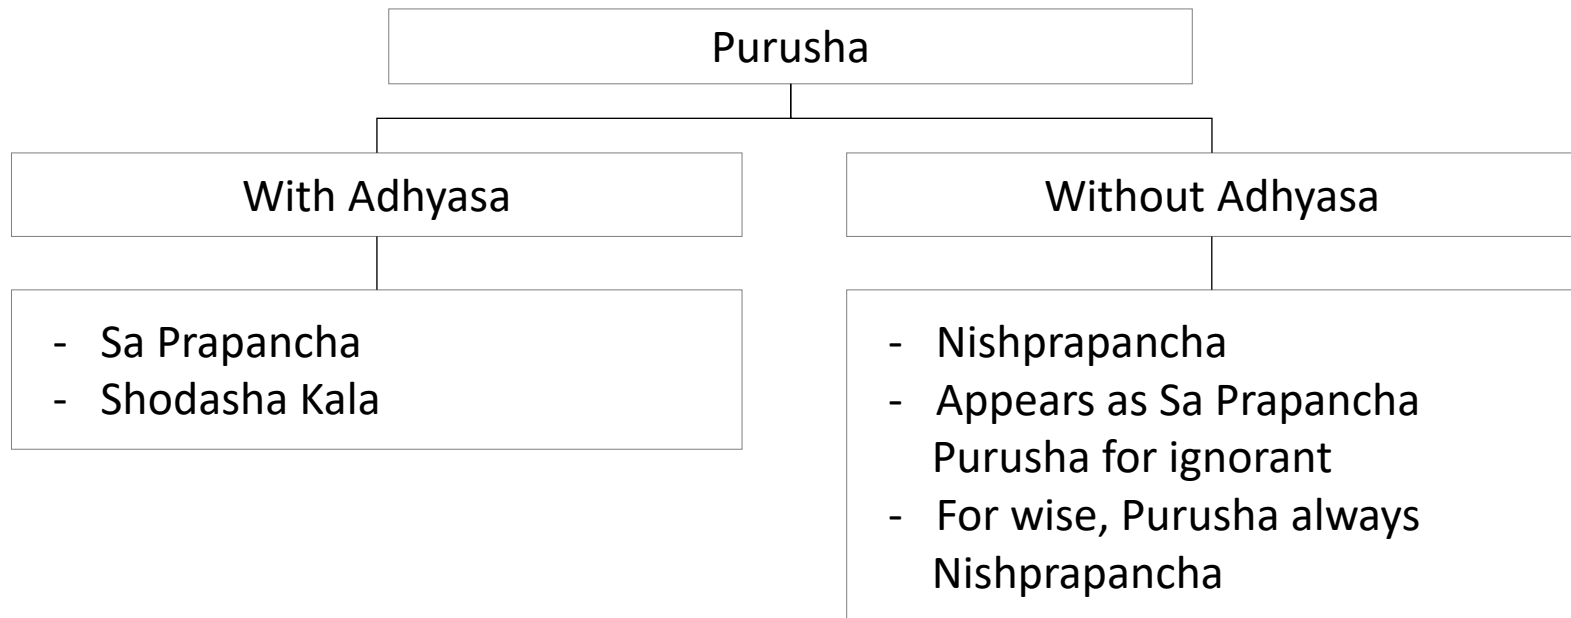 Purusha
With Adhyasa
Without Adhyasa
- Sa Prapancha
- Shodasha Kala
- Nishprapancha
- Appears as Sa Prapancha
Purusha for ignorant
- For wise, Purusha always
Nishprapancha